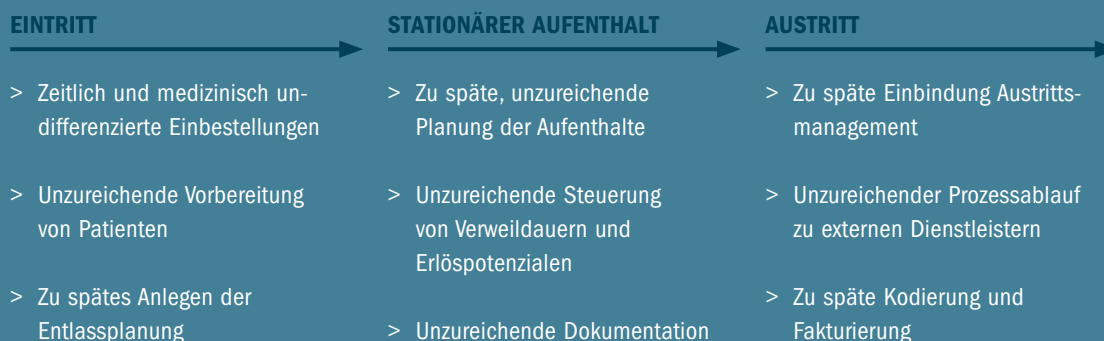 EINTRITT
> Zeitlich und medizinisch un-
differenzierte Einbestellungen
> Unzureichende Vorbereitung
von Patienten
> Zu spätes Anlegen der
Entlassplanung
STATIONÄRER AUFENTHALT
> Zu späte, unzureichende
Planung der Aufenthalte
> Unzureichende Steuerung
von Verweildauern und
Erlöspotenzialen
> Unzureichende Dokumentation
AUSTRITT
> Zu späte Einbindung Austritts-
management
> Unzureichender Prozessablauf
zu externen Dienstleistern
> Zu späte Kodierung und
Fakturierung